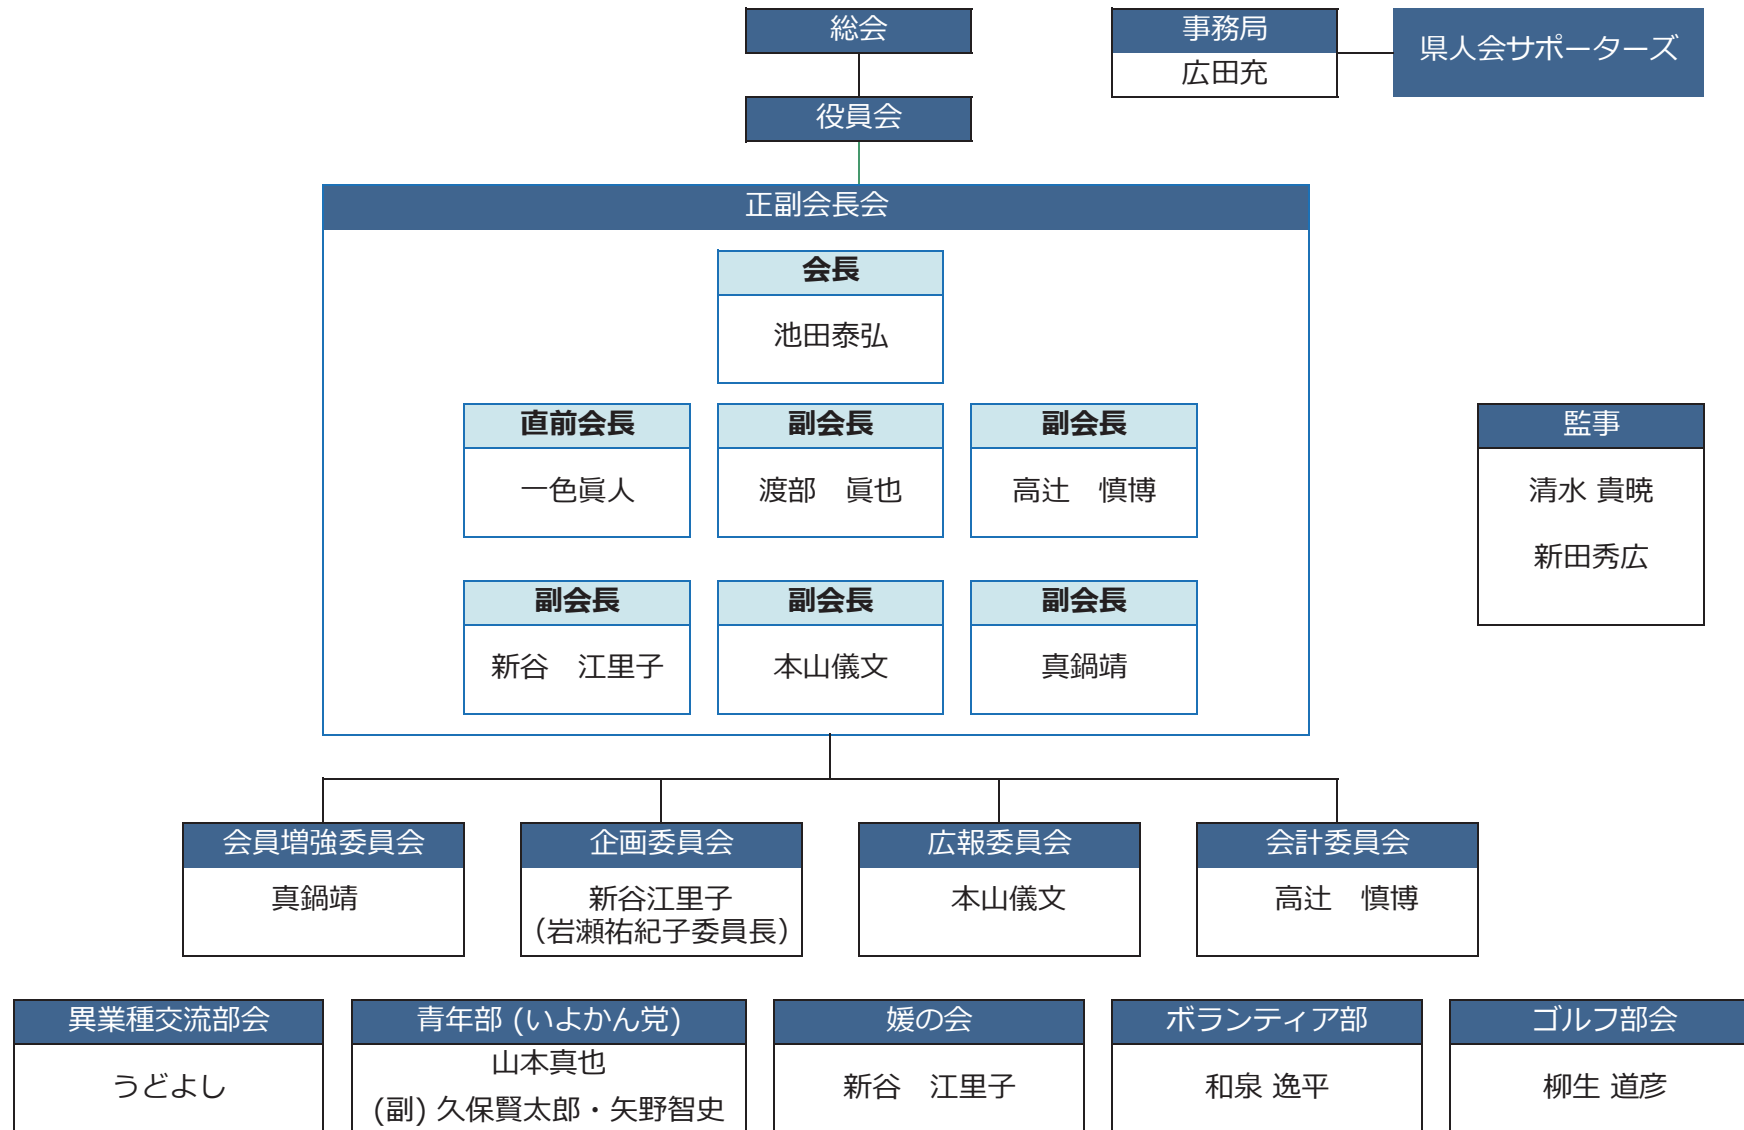 総会
事務局
広田充
県人会サポーターズ
役員会
正副会長会
会長
池田泰弘
直前会長
一色眞人
副会長
渡部　眞也
副会長
高辻　慎博
監事
清水 貴暁
新田秀広
副会長
新谷　江里子
副会長
本山儀文
副会長
真鍋靖
会員増強委員会
真鍋靖
企画委員会
新谷江里子
（岩瀬祐紀子委員長）
広報委員会
本山儀文
会計委員会
高辻　慎博
異業種交流部会
うどよし
青年部 (いよかん党)
山本真也
(副) 久保賢太郎・矢野智史
媛の会
新谷　江里子
ボランティア部
和泉 逸平
ゴルフ部会
柳生 道彦